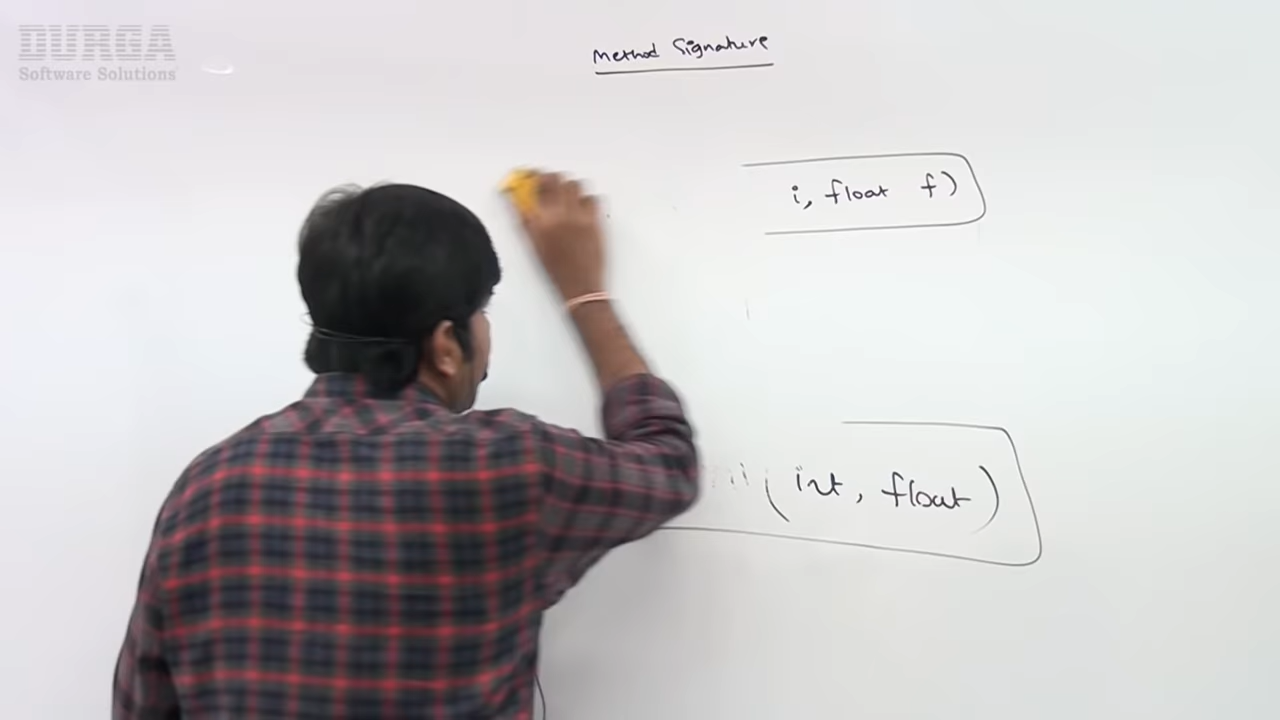 DURGA
Software Solutions
Method Signature
i, float f)
(int, float)